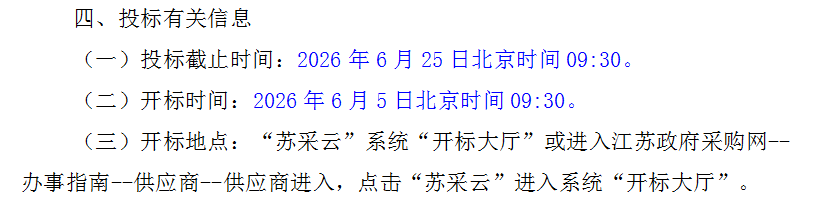 四、投标有关信息
（一）投标截止时间：2026 年 6 月 25 日北京时间 09:30。
（二）开标时间：2026 年 6 月 5 日北京时间 09:30。
（三）开标地点：“苏采云”系统“开标大厅”或进入江苏政府采购网--
办事指南--供应商--供应商进入，点击“苏采云”进入系统“开标大厅”。